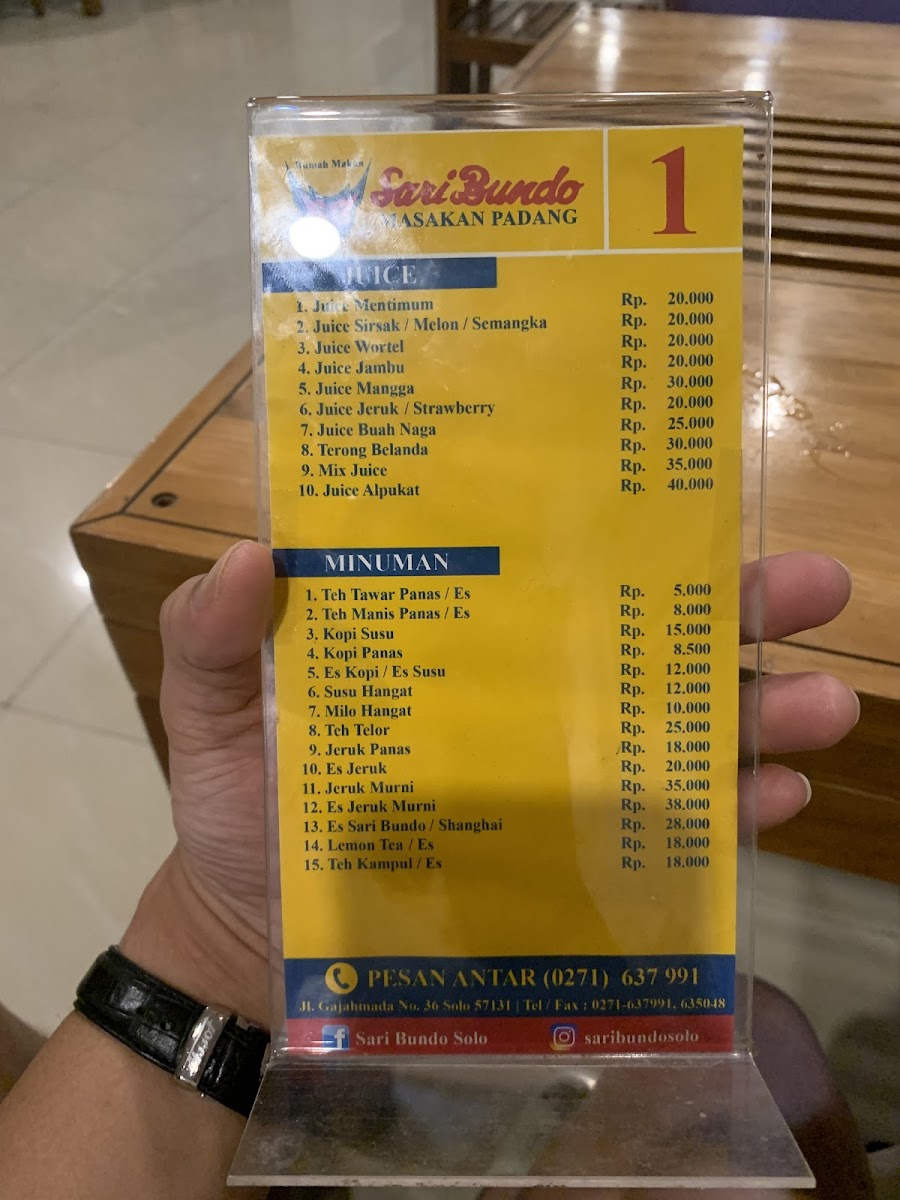 Rumah Makan
Sari Bundo
MASAKAN PADANG
1
JUICE
1. Juice Mentimum Rp. 20.000
2. Juice Sirsak / Melon / Semangka Rp. 20.000
3. Juice Wortel Rp. 20.000
4. Juice Jambu Rp. 20.000
5. Juice Mangga Rp. 30.000
6. Juice Jeruk / Strawberry Rp. 20.000
7. Juice Buah Naga Rp. 25.000
8. Terong Belanda Rp. 30.000
9. Mix Juice Rp. 35.000
10. Juice Alpukat Rp. 40.000
MINUMAN
1. Teh Tawar Panas / Es Rp. 5.000
2. Teh Manis Panas / Es Rp. 8.000
3. Kopi Susu Rp. 15.000
4. Kopi Panas Rp. 8.500
5. Es Kopi / Es Susu Rp. 12.000
6. Susu Hangat Rp. 12.000
7. Milo Hangat Rp. 10.000
8. Teh Telor Rp. 25.000
9. Jeruk Panas Rp. 18.000
10. Es Jeruk Rp. 20.000
11. Jeruk Murni Rp. 35.000
12. Es Jeruk Murni Rp. 38.000
13. Es Sari Bundo / Shanghai Rp. 28.000
14. Lemon Tea / Es Rp. 18.000
15. Teh Kampul / Es Rp. 18.000
PESAN ANTAR (0271) 637 991
Jl. Gajahmada No. 36 Solo 57131 | Tel / Fax : 0271-637991, 635048
Sari Bundo Solo saribundosolo